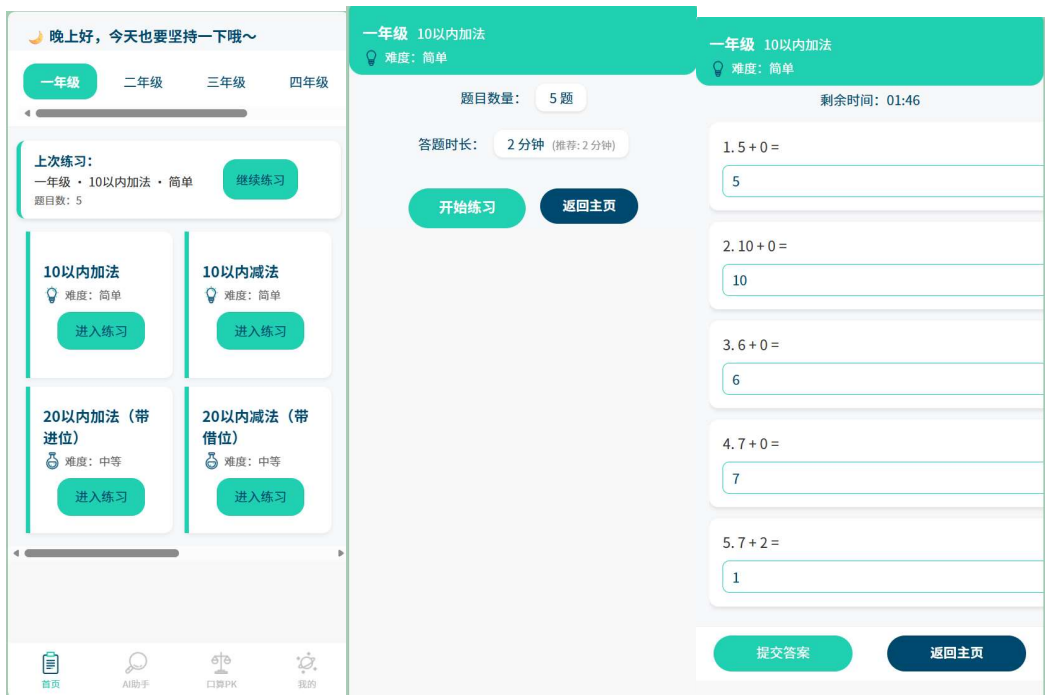 晚上好，今天也要坚持一下哦～
一年级 二年级 三年级 四年级
上次练习：
一年级 · 10以内加法 · 简单
题目数：5
继续练习
10以内加法
难度：简单
进入练习
10以内减法
难度：简单
进入练习
20以内加法（带
进位）
难度：中等
进入练习
20以内减法（带
借位）
难度：中等
进入练习
首页 AI助手 口算PK 我的
一年级 10以内加法
难度：简单
题目数量： 5 题
答题时长： 2 分钟 (推荐: 2 分钟)
开始练习 返回主页
一年级 10以内加法
难度：简单
剩余时间：01:46
1. 5 + 0 =
5
2. 10 + 0 =
10
3. 6 + 0 =
6
4. 7 + 0 =
7
5. 7 + 2 =
1
提交答案 返回主页